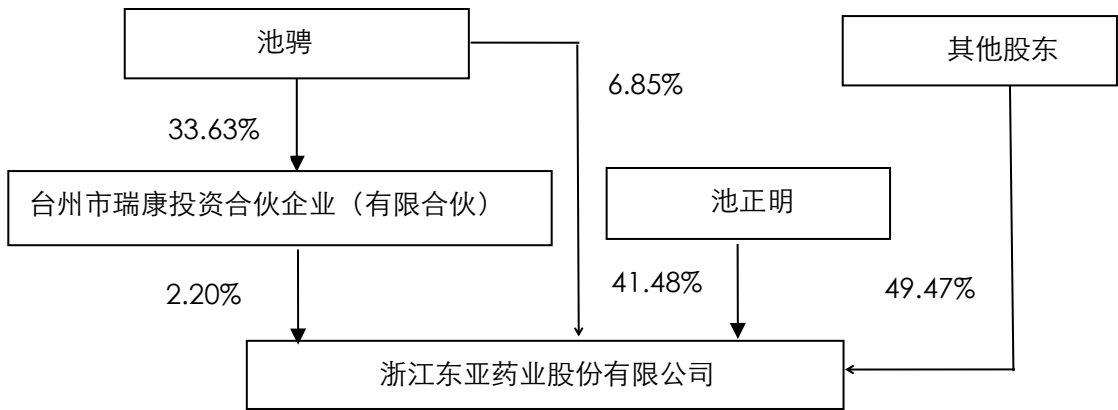 池骋
其他股东
6.85%
33.63%
台州市瑞康投资合伙企业（有限合伙）
池正明
2.20%
41.48%
49.47%
浙江东亚药业股份有限公司